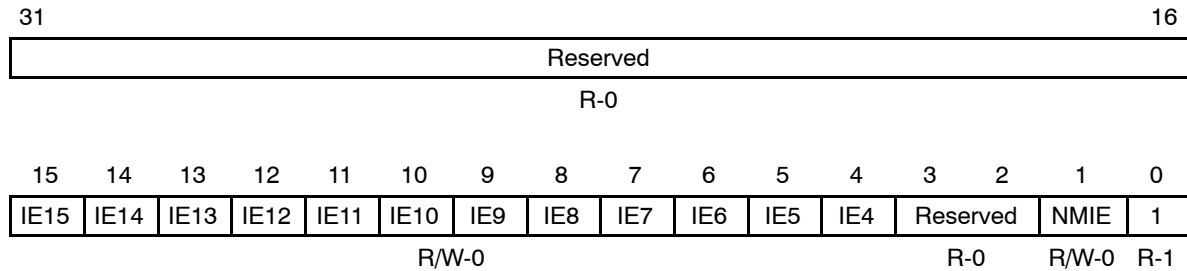 31 16
Reserved
R-0
15 14 13 12 11 10 9 8 7 6 5 4 3 2 1 0
IE15 IE14 IE13 IE12 IE11 IE10 IE9 IE8 IE7 IE6 IE5 IE4 Reserved NMIE 1
R/W-0 R-0 R/W-0 R-1